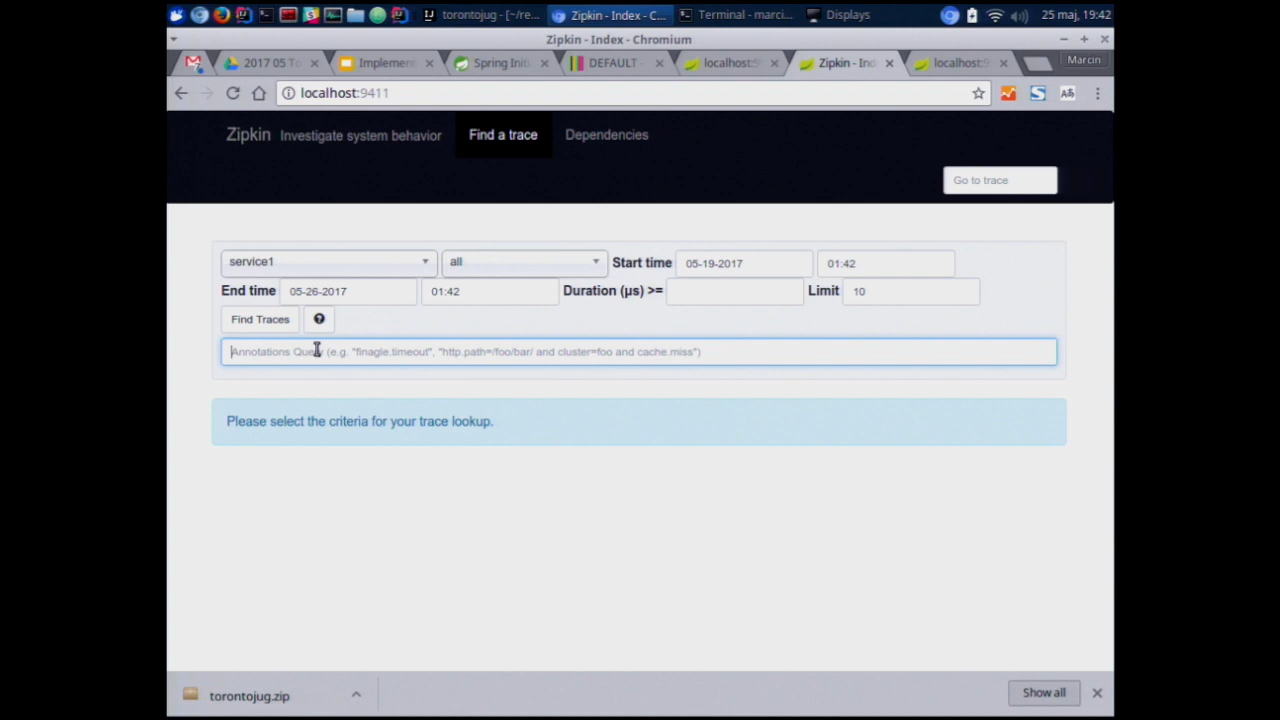 torontojug - [~/re...
Zipkin - Index - C...
Terminal - marci...
Displays
25 maj, 19:42
Zipkin - Index - Chromium
2017 05 To
Implemen
Spring Initi
DEFAULT -
localhost:9
Zipkin - Ind
localhost:9
Marcin
localhost:9411
Zipkin
Investigate system behavior
Find a trace
Dependencies
Go to trace
service1
all
Start time
05-19-2017
01:42
End time
05-26-2017
01:42
Duration (μs) >=
Limit
10
Find Traces
?
Annotations Query (e.g. "finagle.timeout", "http.path=/foo/bar/ and cluster=foo and cache.miss")
Please select the criteria for your trace lookup.
torontojug.zip
Show all